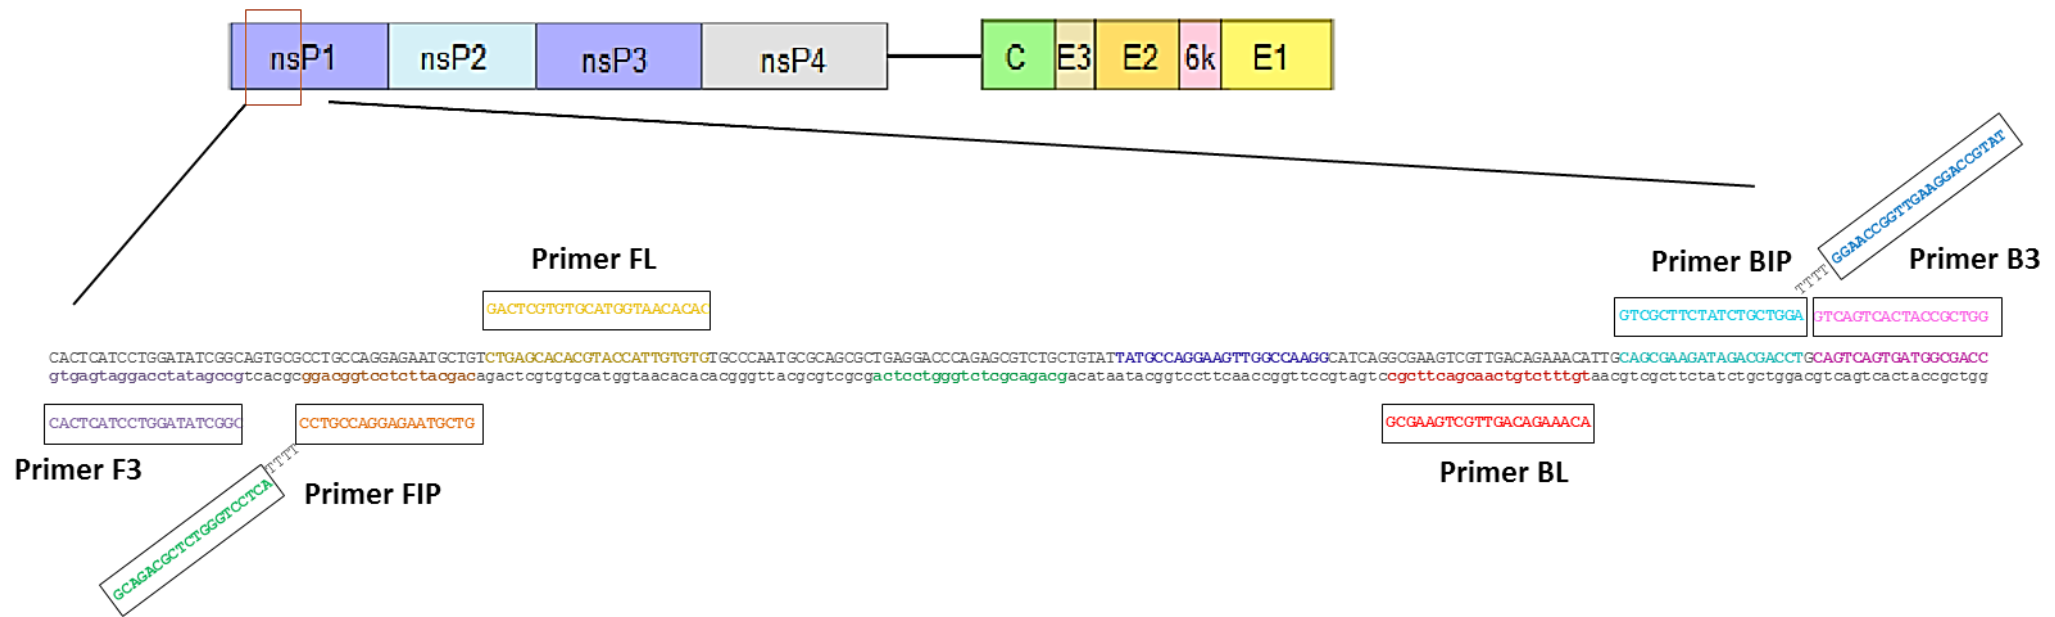 nsP1 nsP2 nsP3 nsP4 C E3 E2 6k E1
Primer FL
GACTCGTGTGCATGGTAACACAC
Primer BIP
GTCGCTTCTATCTGCTGGA
TTTT
GGAACCGGTTGAAGGACCGTAT
Primer B3
GTCAGTCACTACCGCTGG
CACTCATCCTGGATATCGGCAGTGCGCCTGCCAGGAGAATGCTGTCTGAGCACACGTACCATTGTGTGTGCCCAATGCGCAGCGCTGAGGACCCAGAGCGTCTGCTGTATTATGCCAGGAAGTTGGCCAAGGCATCAGGCGAAGTCGTTGACAGAAACATTGCAGCGAAGATAGACGACCTGCAGTCAGTGATGGCGACC
gtgagtaggacctatagccgtcacgcggacggtcctcttacgacagactcgtgtgcatggtaacacacacgggttacgcgtcgcgactcctgggtctcgcagacgacataatacggtccttcaaccggttccgtagtccgcttcagcaactgtctttgtaacgtcgcttctatctgctggacgtcagtcactaccgctgg
CACTCATCCTGGATATCGGC
Primer F3
CCTGCCAGGAGAATGCTG
TTTT
GCAGACGCTCTGGGTCCTCA
Primer FIP
GCGAAGTCGTTGACAGAAACA
Primer BL